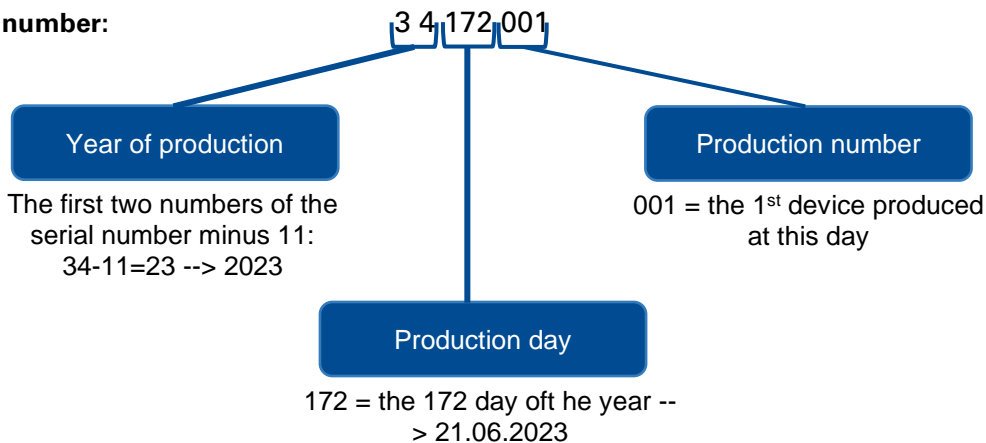 number: 3 4 172 001
Year of production
The first two numbers of the
serial number minus 11:
34-11=23 --> 2023
Production number
001 = the 1st device produced
at this day
Production day
172 = the 172 day oft he year --
> 21.06.2023